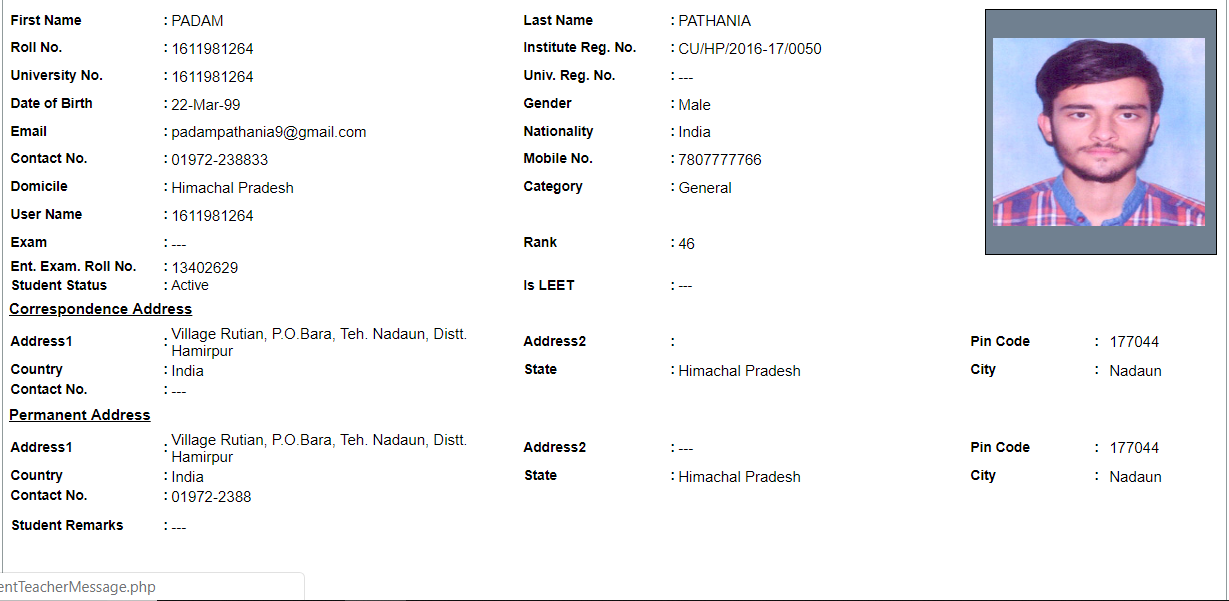 First Name : PADAM Last Name : PATHANIA
Roll No. : 1611981264 Institute Reg. No. : CU/HP/2016-17/0050
University No. : 1611981264 Univ. Reg. No. : ---
Date of Birth : 22-Mar-99 Gender : Male
Email : padampathania9@gmail.com Nationality : India
Contact No. : 01972-238833 Mobile No. : 7807777766
Domicile : Himachal Pradesh Category : General
User Name : 1611981264
Exam : --- Rank : 46
Ent. Exam. Roll No. : 13402629
Student Status : Active Is LEET : ---
Correspondence Address
Address1 : Village Rutian, P.O.Bara, Teh. Nadaun, Distt.
Hamirpur Address2 : Pin Code : 177044
Country : India State : Himachal Pradesh City : Nadaun
Contact No. : ---
Permanent Address
Address1 : Village Rutian, P.O.Bara, Teh. Nadaun, Distt.
Hamirpur Address2 : --- Pin Code : 177044
Country : India State : Himachal Pradesh City : Nadaun
Contact No. : 01972-2388
Student Remarks : ---
entTeacherMessage.php